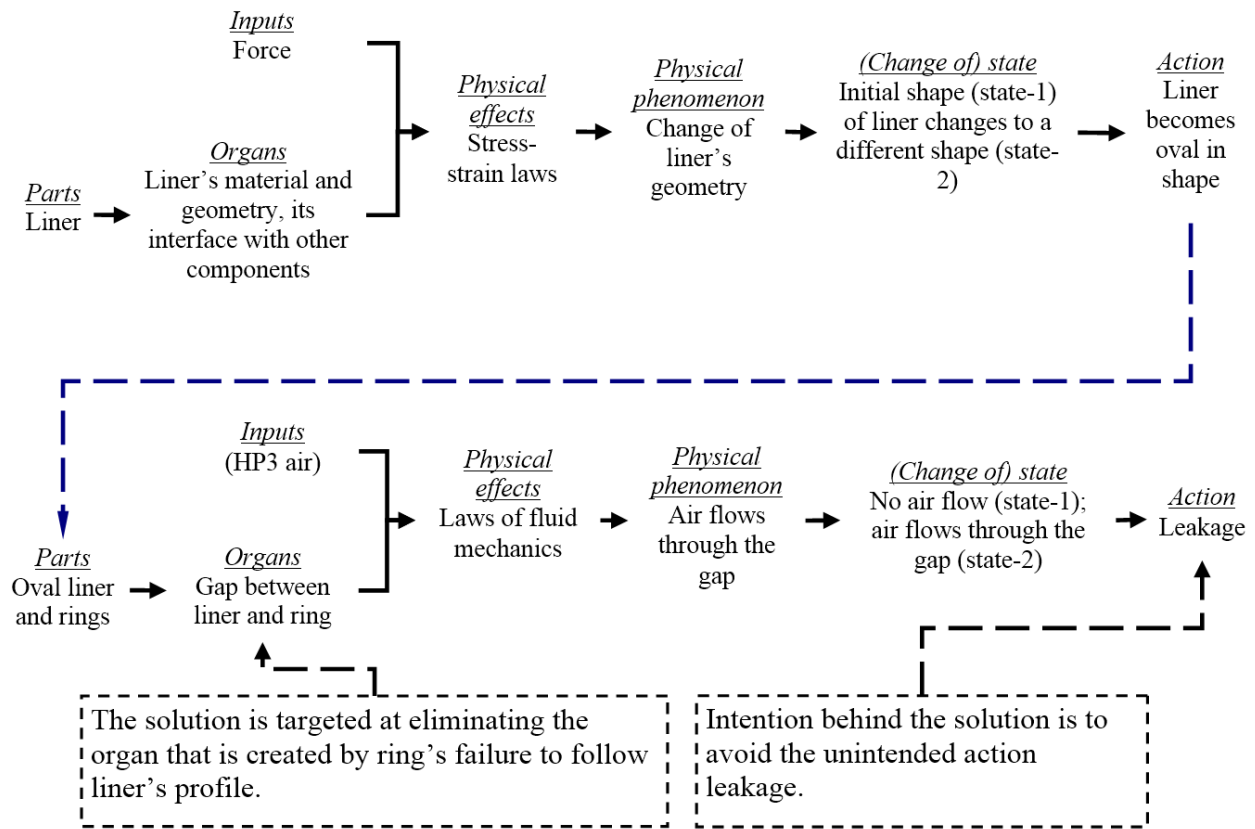 Inputs
Force
Parts
Liner
Organs
Liner's material and
geometry, its
interface with other
components
Physical
effects
Stress-
strain laws
Physical
phenomenon
Change of
liner's
geometry
(Change of) state
Initial shape (state-1)
of liner changes to a
different shape (state-
2)
Action
Liner
becomes
oval in
shape
Inputs
(HP3 air)
Parts
Oval liner
and rings
Organs
Gap between
liner and ring
Physical
effects
Laws of fluid
mechanics
Physical
phenomenon
Air flows
through the
gap
(Change of) state
No air flow (state-1);
air flows through the
gap (state-2)
Action
Leakage
The solution is targeted at eliminating the
organ that is created by ring's failure to follow
liner's profile.
Intention behind the solution is to
avoid the unintended action
leakage.